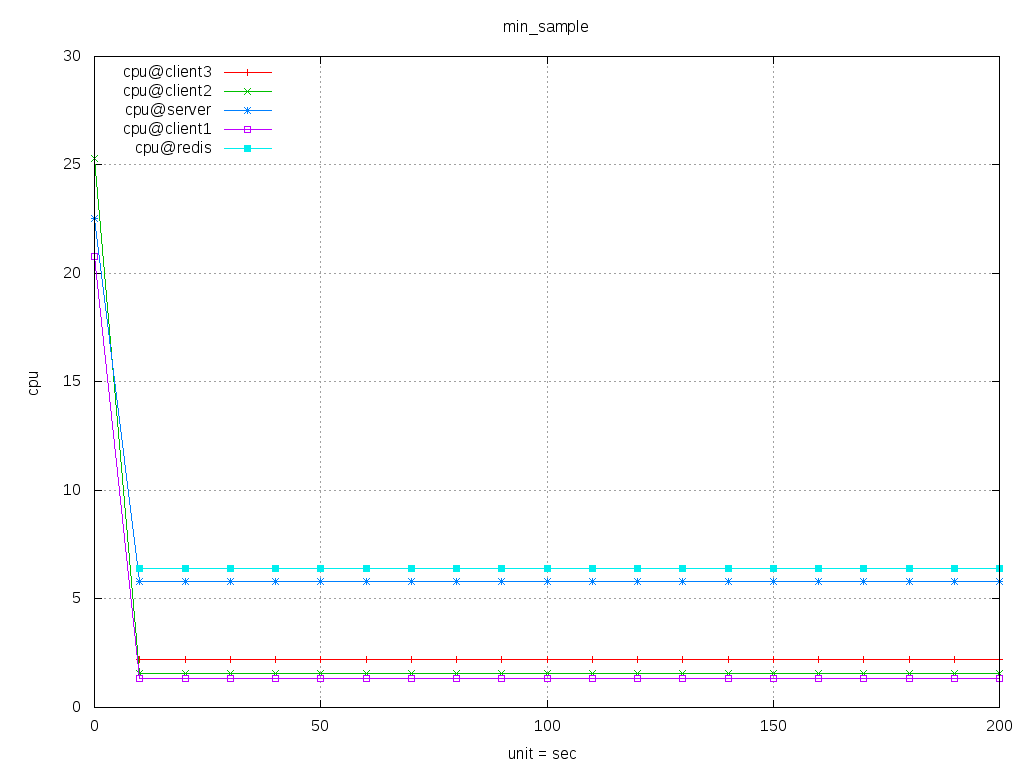 min_sample
30
25
20
15
10
5
0
cpu
cpu@client3
cpu@client2
cpu@server
cpu@client1
cpu@redis
0 50 100 150 200
unit = sec